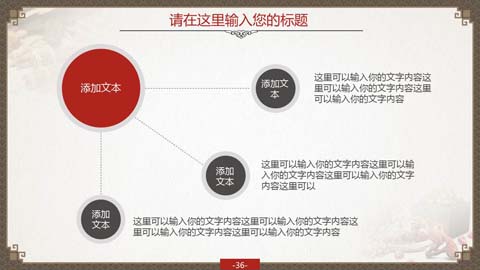 请在这里输入您的标题
添加文本
添加文
本
这里可以输入你的文字内容这
里可以输入你的文字内容这里
可以输入你的文字内容
添加
文本
这里可以输入你的文字内容这里可以输
入你的文字内容这里可以输入你的文字
内容这里可以
添加
文本
这里可以输入你的文字内容这里可以输入你的文字内容这
里可以输入你的文字内容这里可以输入你的文字内容
-36-